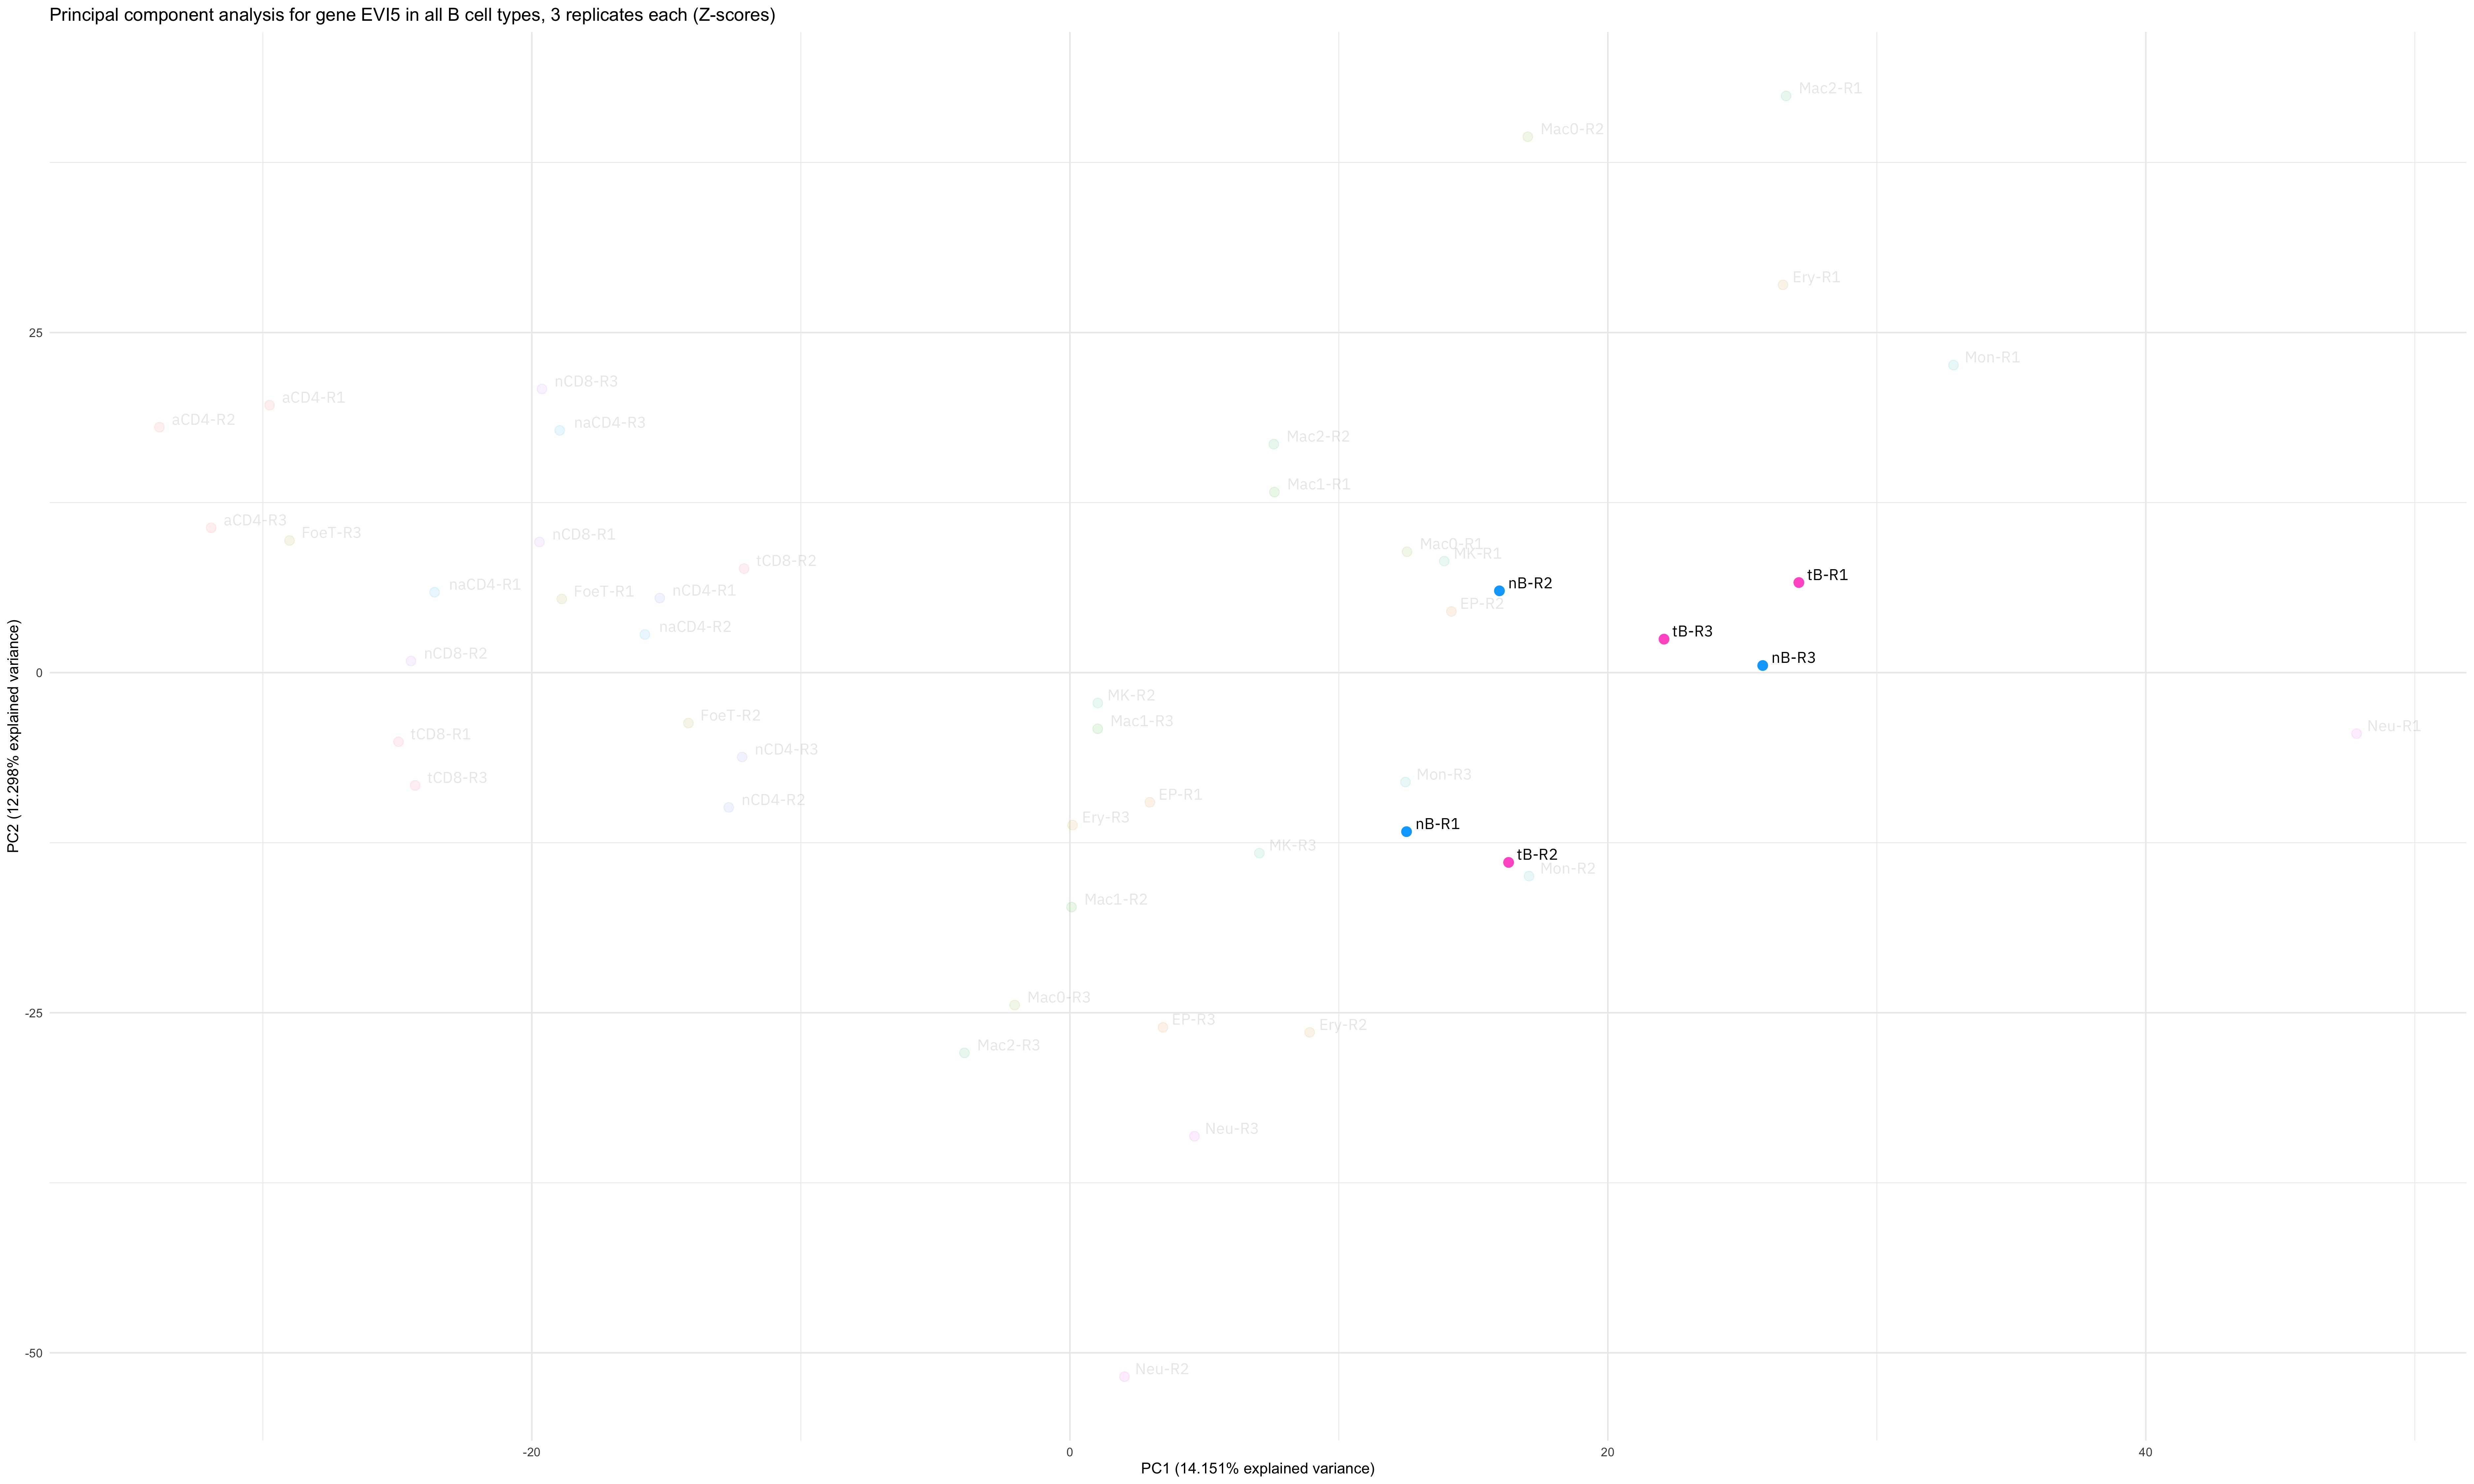 Principal component analysis for gene EVI5 in all B cell types, 3 replicates each (Z-scores)
Mac2-R1
Mac0-R2
Ery-R1
25
Mon-R1
nCD8-R3
aCD4-R1
aCD4-R2
naCD4-R3
Mac2-R2
Mac1-R1
aCD4-R3
FoeT-R3
nCD8-R1
Mac0-R1
MK-R1
tCD8-R2
tB-R1
naCD4-R1
nB-R2
FoeT-R1
nCD4-R1
EP-R2
naCD4-R2
tB-R3
nCD8-R2
nB-R3
0
MK-R2
FoeT-R2
Mac1-R3
Neu-R1
tCD8-R1
nCD4-R3
tCD8-R3
Mon-R3
EP-R1
nCD4-R2
Ery-R3
nB-R1
MK-R3
tB-R2
Mon-R2
Mac1-R2
Mac0-R3
-25
EP-R3
Ery-R2
Mac2-R3
Neu-R3
-50
Neu-R2
PC2 (12.298% explained variance)
-20
0
20
40
PC1 (14.151% explained variance)